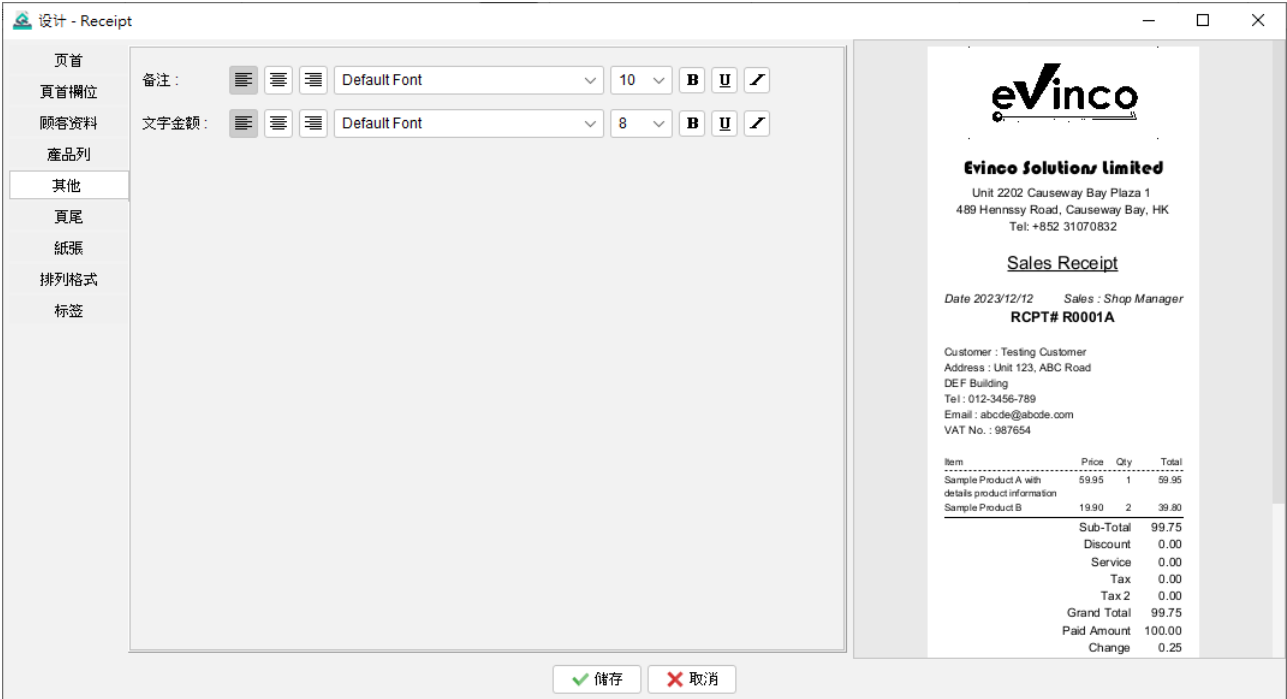 设计 - Receipt
页首
頁首欄位
顾客资料
產品列
其他
頁尾
紙張
排列格式
标签
备注 :
Default Font
10
B U I
文字金额 :
Default Font
8
B U I
eVinco
Evinco Solutions Limited
Unit 2202 Causeway Bay Plaza 1
489 Hennssy Road, Causeway Bay, HK
Tel: +852 31070832
Sales Receipt
Date 2023/12/12 Sales : Shop Manager
RCPT# R0001A
Customer : Testing Customer
Address : Unit 123, ABC Road
DEF Building
Tel : 012-3456-789
Email : abcde@abcde.com
VAT No. : 987654
Item Price Qty Total
Sample Product A with 59.95 1 59.95
details product information
Sample Product B 19.90 2 39.80
Sub-Total 99.75
Discount 0.00
Service 0.00
Tax 0.00
Tax 2 0.00
Grand Total 99.75
Paid Amount 100.00
Change 0.25
储存
取消